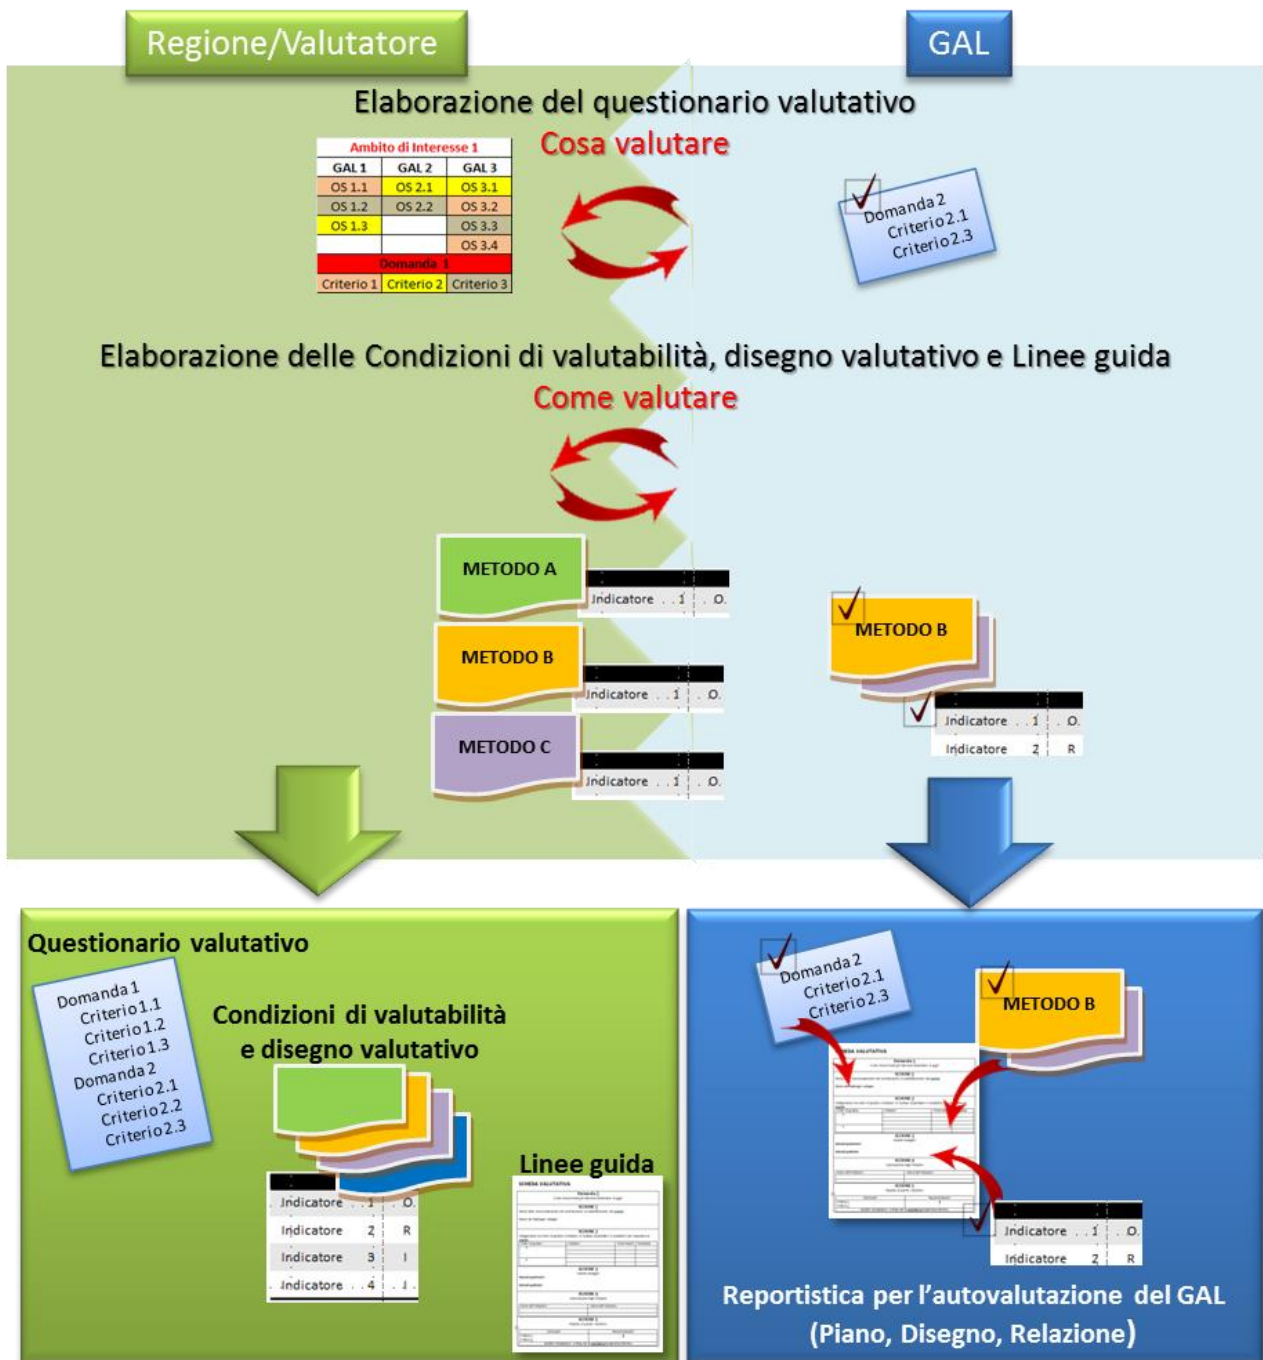 Regione/Valutatore
GAL
Elaborazione del questionario valutativo
Cosa valutare
Ambito di Interesse 1
GAL 1 GAL 2 GAL 3
OS 1.1 OS 2.1 OS 3.1
OS 1.2 OS 2.2 OS 3.2
OS 1.3 OS 3.3
OS 3.4
Domanda 1
Criterio 1 Criterio 2 Criterio 3
Domanda 2
Criterio 2.1
Criterio 2.3
Elaborazione delle Condizioni di valutabilità, disegno valutativo e Linee guida
Come valutare
METODO A
Indicatore 1 O.
METODO B
Indicatore 1 O.
METODO C
Indicatore 1 O.
METODO B
Indicatore 1 O.
Indicatore 2 R
Questionario valutativo
Domanda 1
Criterio 1.1
Criterio 1.2
Criterio 1.3
Domanda 2
Criterio 2.1
Criterio 2.2
Criterio 2.3
Condizioni di valutabilità
e disegno valutativo
Indicatore 1 O.
Indicatore 2 R
Indicatore 3 I
Indicatore 4 I
Linee guida
SCHEDA VALUTATIVA
Domanda 2
Criterio 2.1
Criterio 2.3
METODO B
SCHEDA VALUTATIVA
Indicatore 1 O.
Indicatore 2 R
Reportistica per l'autovalutazione del GAL
(Piano, Disegno, Relazione)